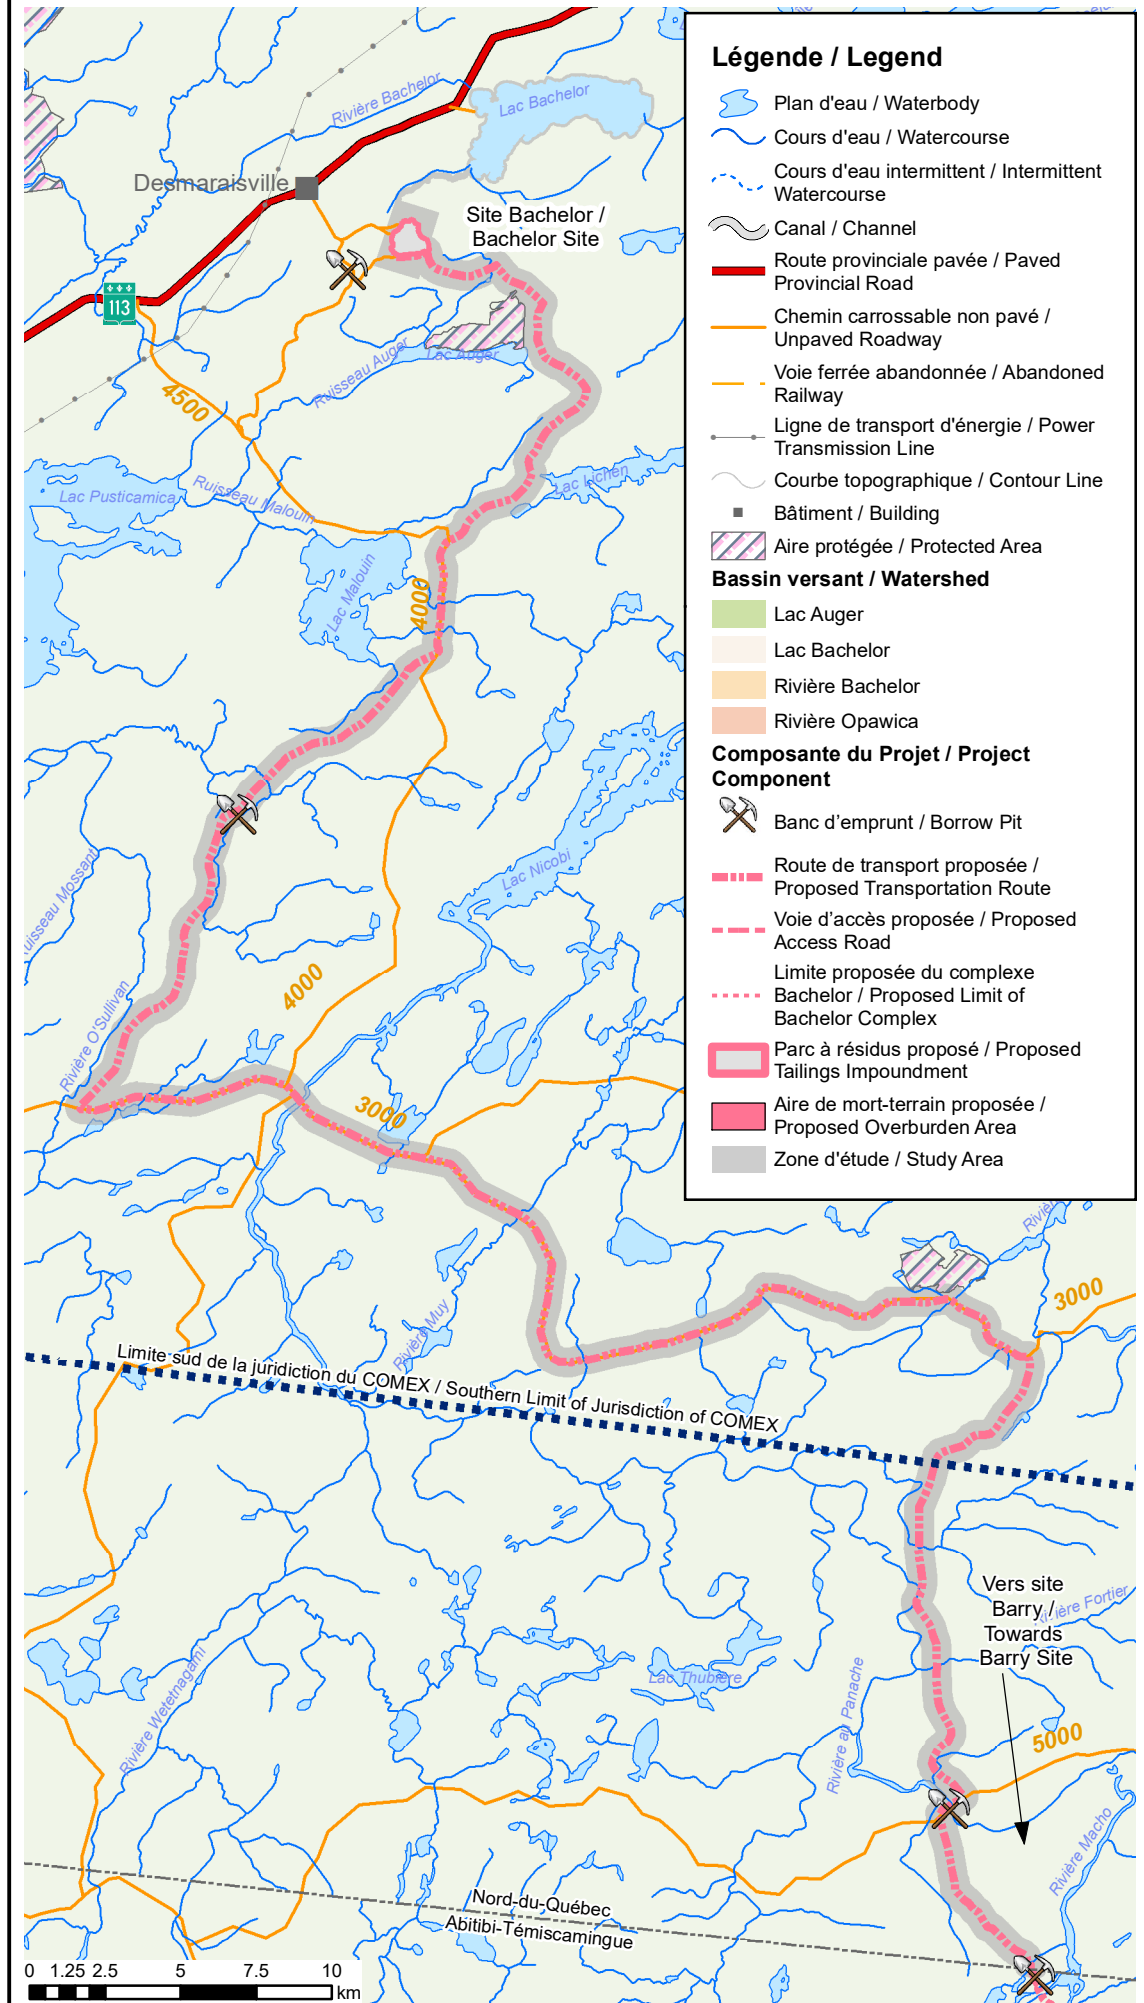 Rivière Bachelor
Lac Bachelor
Desmaraisville
Site Bachelor /
Bachelor Site
113
Ruisseau Auger
Lac Auger
4500
Lac Pusticamica
Ruisseau Malouin
Lac Lichen
Lac Malouin
4000
Ruisseau Mossant
Lac Nicobi
4000
Rivière O'Sullivan
3000
Rivière Muy
3000
Limite sud de la juridiction du COMEX / Southern Limit of Jurisdiction of COMEX
Vers site
Barry /
Towards
Barry Site
Rivière Fortier
Lac Thubière
Rivière Wetetnagami
Rivière au Panache
5000
Rivière Macho
Nord-du-Québec
Abitibi-Témiscamingue
0 1.25 2.5 5 7.5 10
km
Légende / Legend
Plan d'eau / Waterbody
Cours d'eau / Watercourse
Cours d'eau intermittent / Intermittent
Watercourse
Canal / Channel
Route provinciale pavée / Paved
Provincial Road
Chemin carrossable non pavé /
Unpaved Roadway
Voie ferrée abandonnée / Abandoned
Railway
Ligne de transport d'énergie / Power
Transmission Line
Courbe topographique / Contour Line
Bâtiment / Building
Aire protégée / Protected Area
Bassin versant / Watershed
Lac Auger
Lac Bachelor
Rivière Bachelor
Rivière Opawica
Composante du Projet / Project
Component
Banc d’emprunt / Borrow Pit
Route de transport proposée /
Proposed Transportation Route
Voie d’accès proposée / Proposed
Access Road
Limite proposée du complexe
Bachelor / Proposed Limit of
Bachelor Complex
Parc à résidus proposé / Proposed
Tailings Impoundment
Aire de mort-terrain proposée /
Proposed Overburden Area
Zone d'étude / Study Area